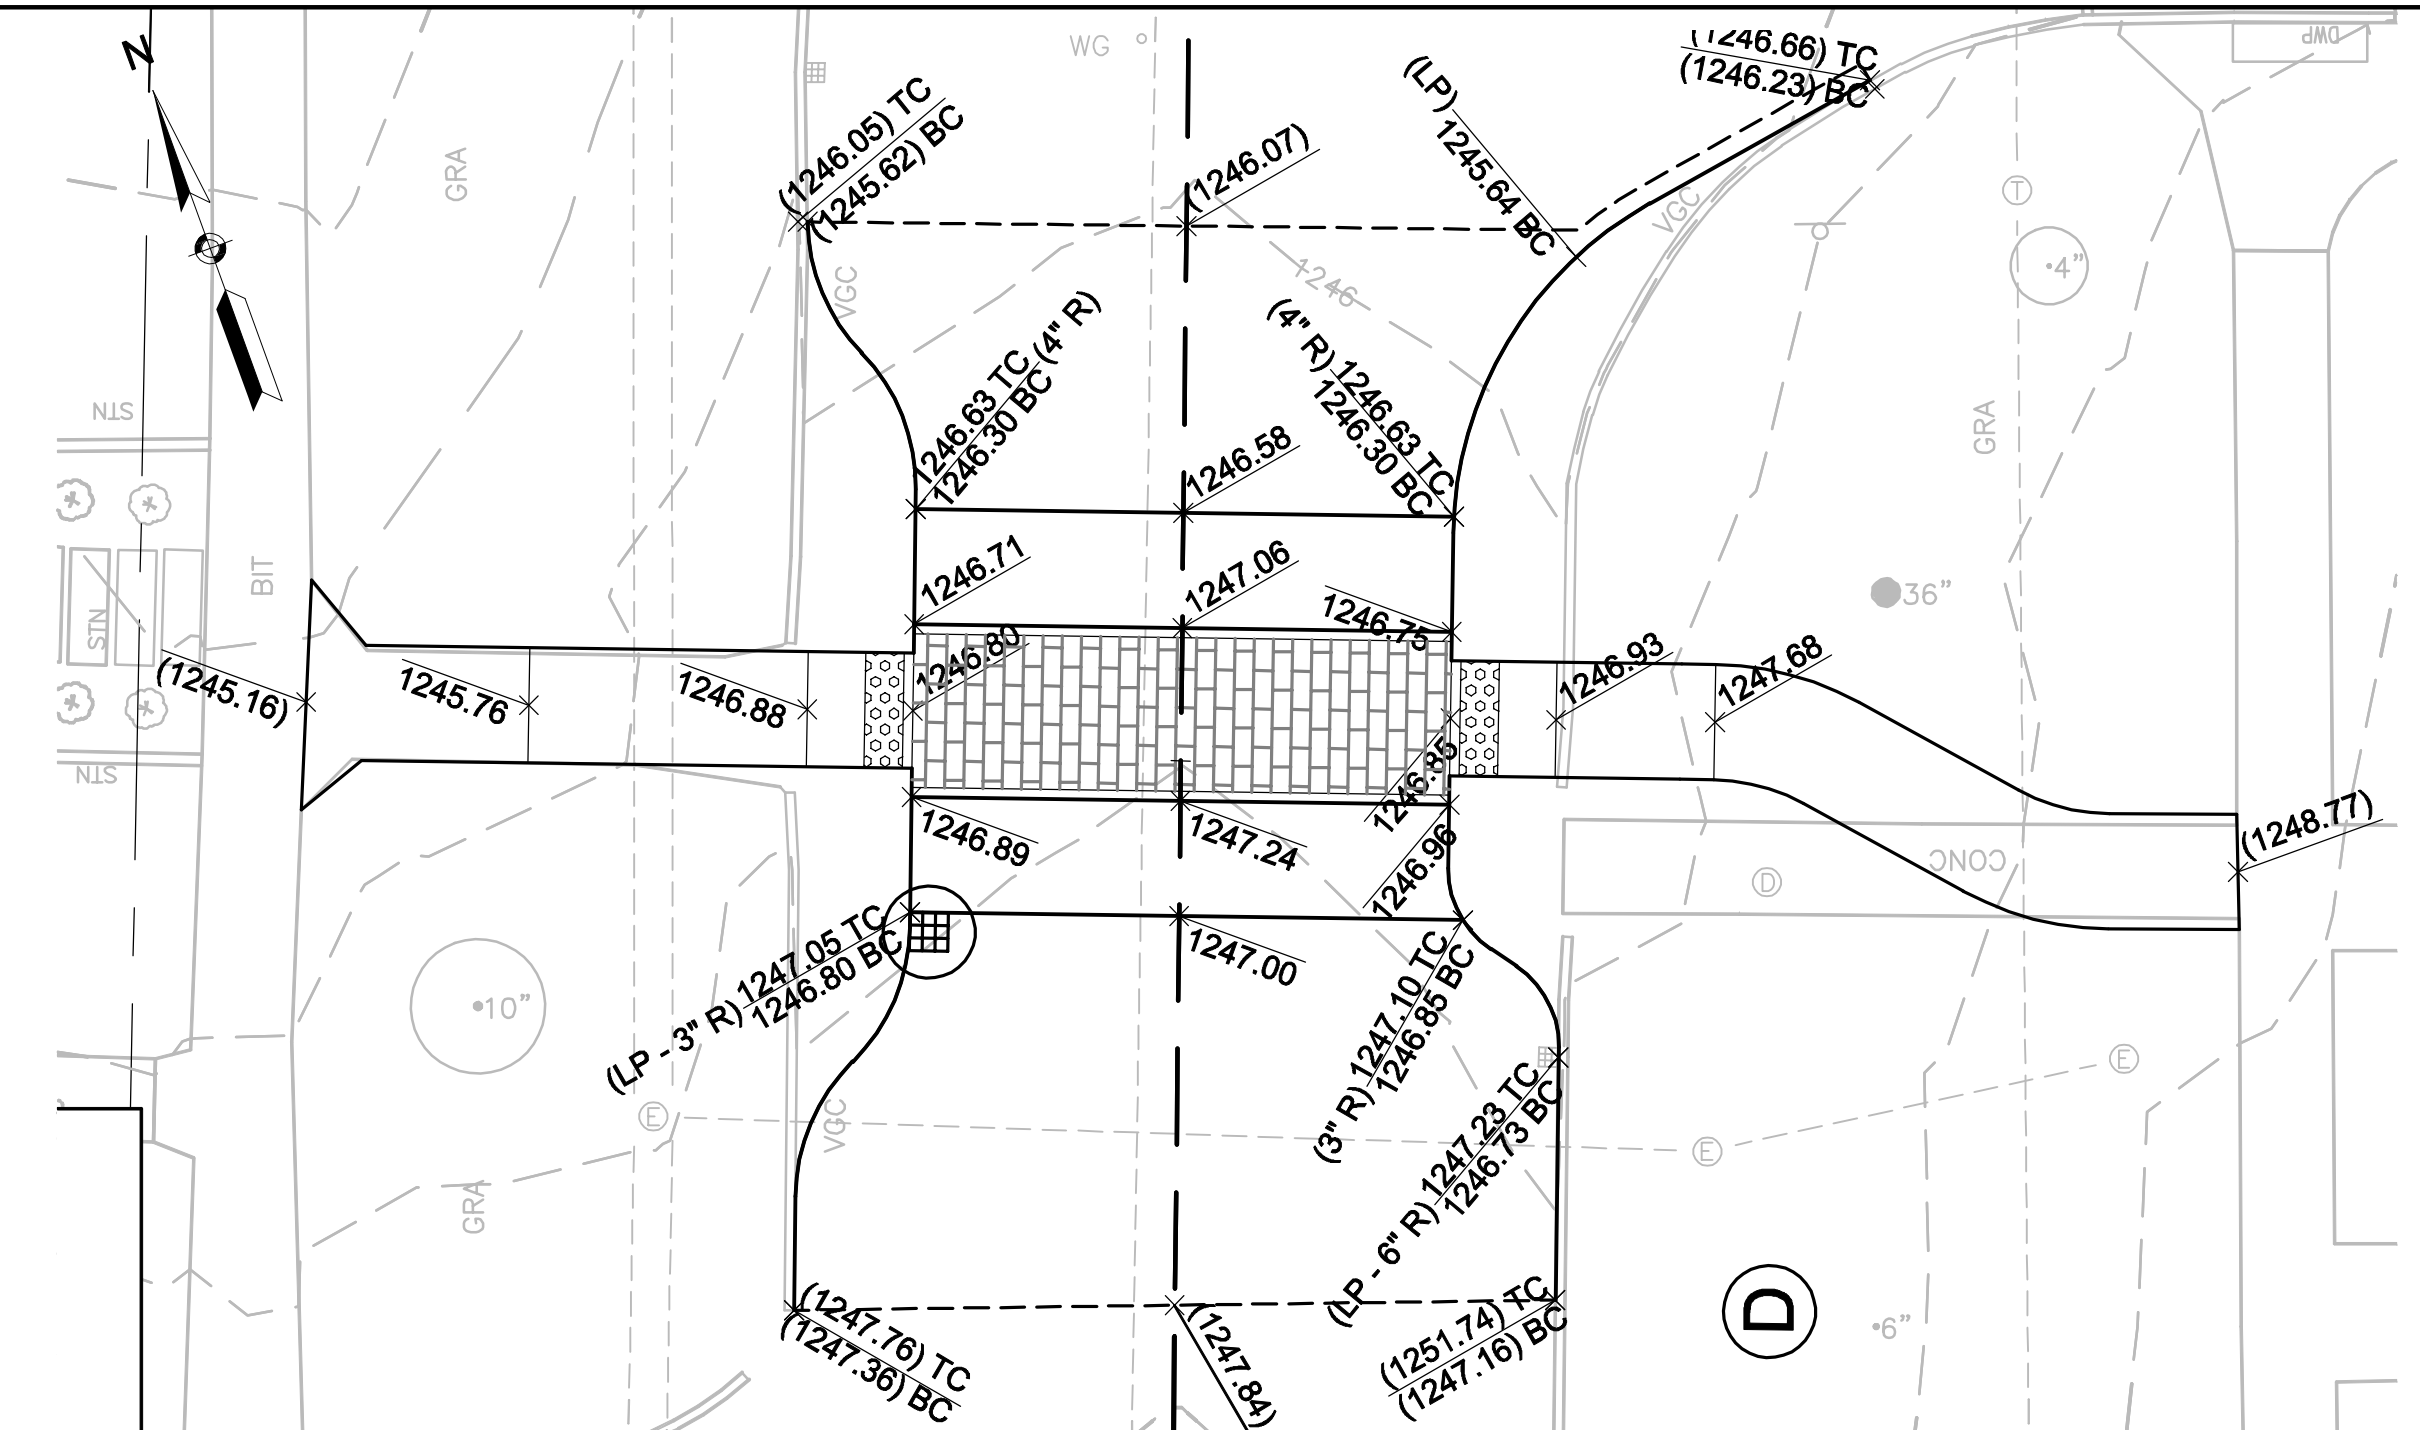 N
WG
(1246.66) TC
(1246.23) BC
DWP
(1246.05) TC
(1245.62) BC
(1246.07)
(LP)
1245.64 BC
GRA
VGC
T
VGC
1246
4"
1246.63 TC (4" R)
1246.30 BC
(4" R) 1246.63 TC
1246.30 BC
STN
GRA
1246.58
BIT
STN
1246.71
1247.06
1246.75
36"
1246.80
1246.93
1247.68
(1245.16)
1245.76
1246.88
STN
1246.85
1246.89
1247.24
1246.96
(1248.77)
CONC
D
(LP - 3" R) 1247.05 TC
1246.80 BC
1247.00
(3" R) 1247.10 TC
1246.85 BC
10"
E
VGC
E
E
(LP - 6" R) 1247.23 TC
1246.73 BC
GRA
(1247.76) TC
(1247.36) BC
(1247.84)
(1251.74) TC
(1247.16) BC
D
6"